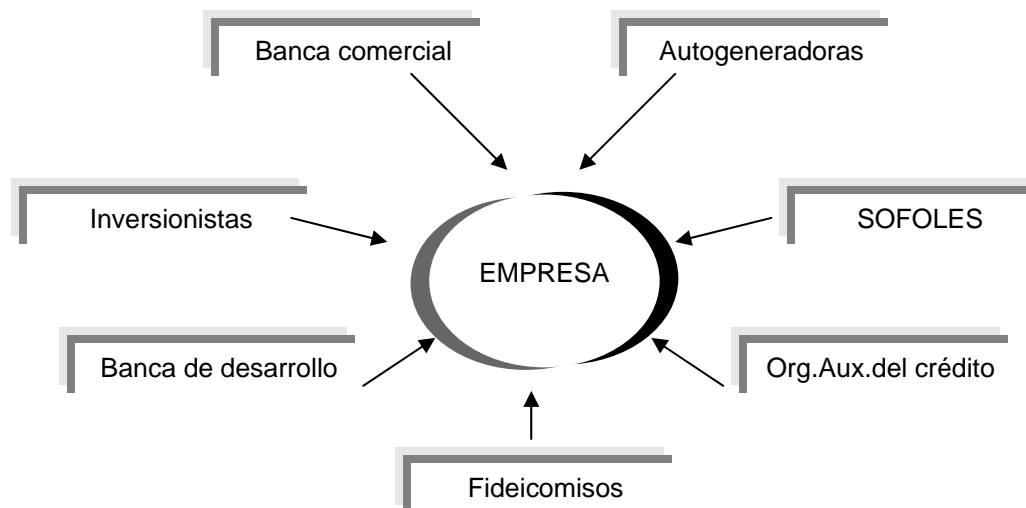 Banca comercial
Autogeneradoras
Inversionistas
SOFOLES
EMPRESA
Banca de desarrollo
Org.Aux.del crédito
Fideicomisos